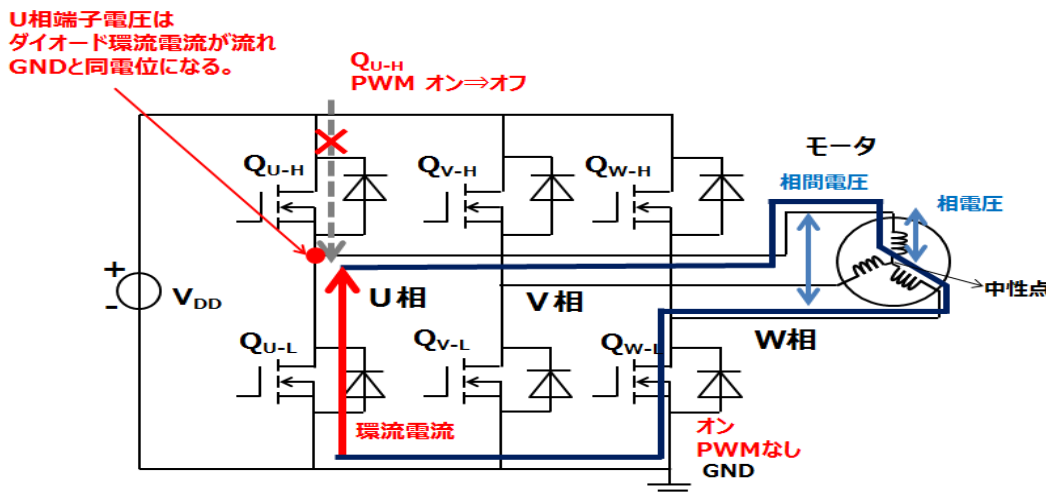 U相端子電圧は
ダイオード環流電流が流れ
GNDと同電位になる。
QU-H
PWM オン⇒オフ
モータ
QU-H
QV-H
QW-H
相間電圧
相電圧
+
-
VDD
U相
V相
W相
中性点
QU-L
QV-L
QW-L
環流電流
オン
PWMなし
GND